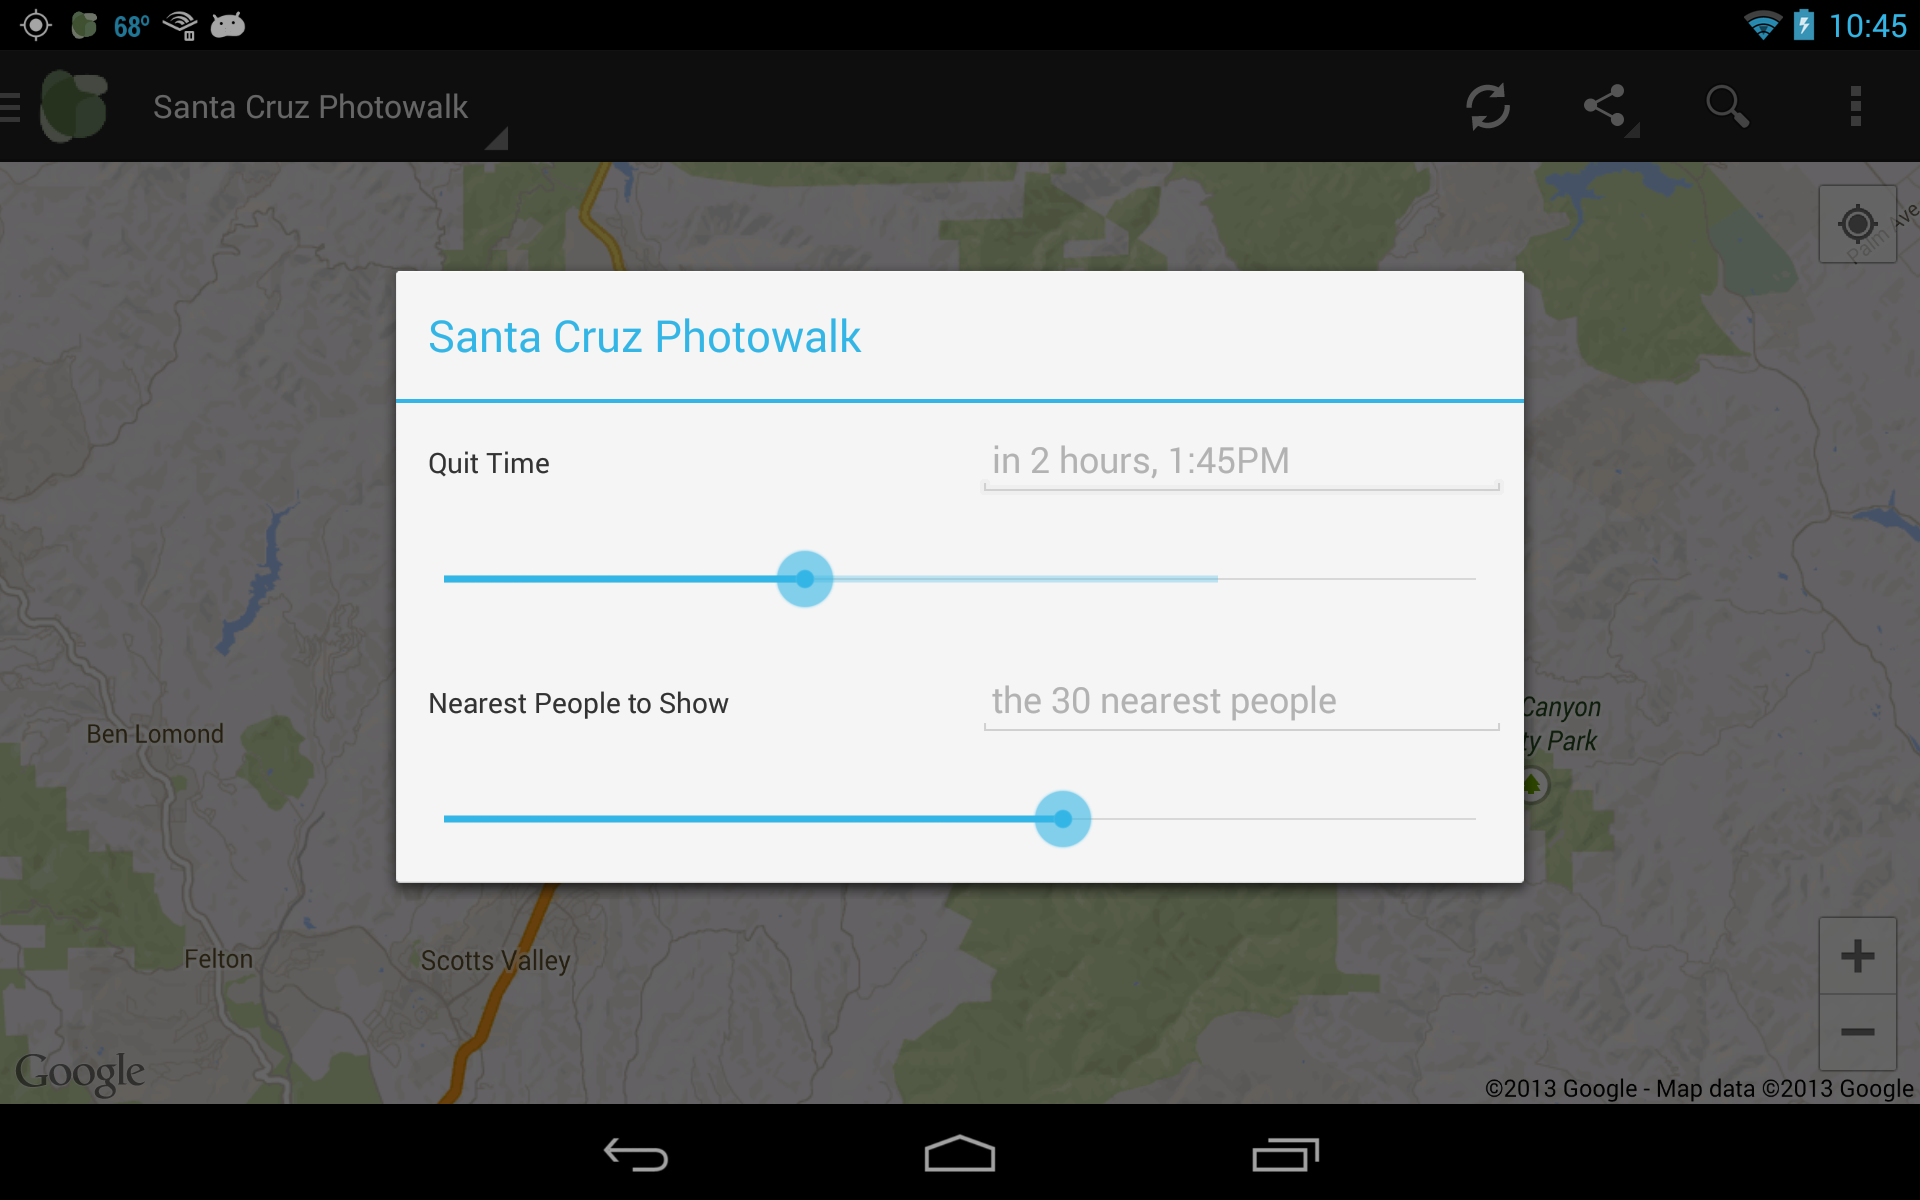 68º
10:45
Santa Cruz Photowalk
Palm Ave
Santa Cruz Photowalk
Quit Time
in 2 hours, 1:45PM
Nearest People to Show
the 30 nearest people
Canyon
ty Park
Ben Lomond
Felton
Scotts Valley
Google
©2013 Google - Map data ©2013 Google